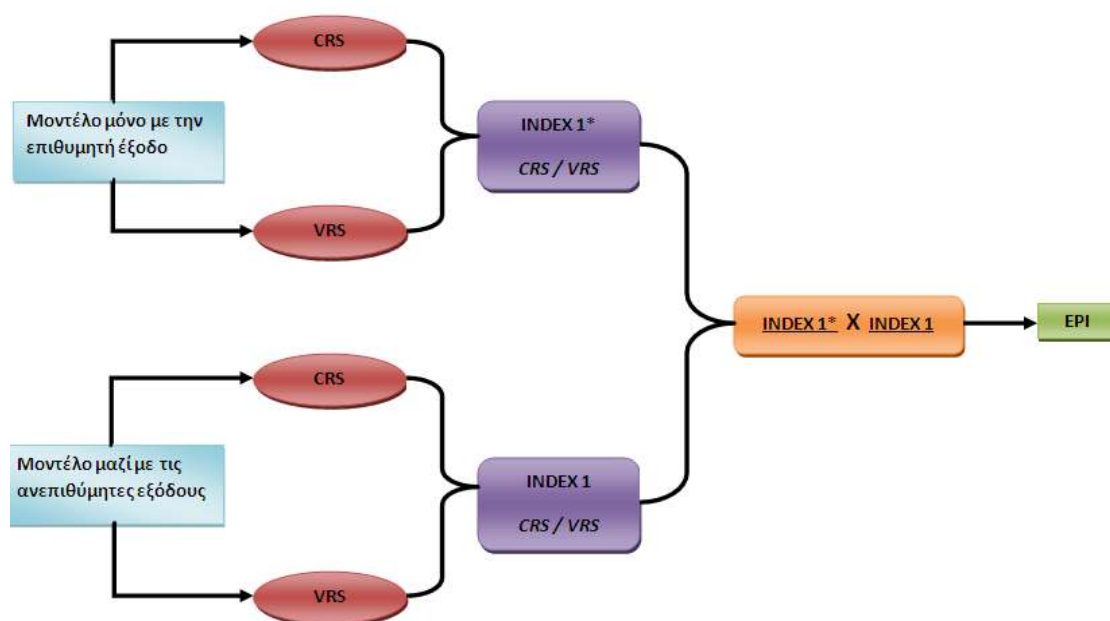 CRS
Μοντέλο μόνο με την
επιθυμητή έξοδο
INDEX 1*
CRS / VRS
VRS
INDEX 1* X INDEX 1
EPI
CRS
Μοντέλο μαζί με τις
ανεπιθύμητες εξόδους
INDEX 1
CRS / VRS
VRS